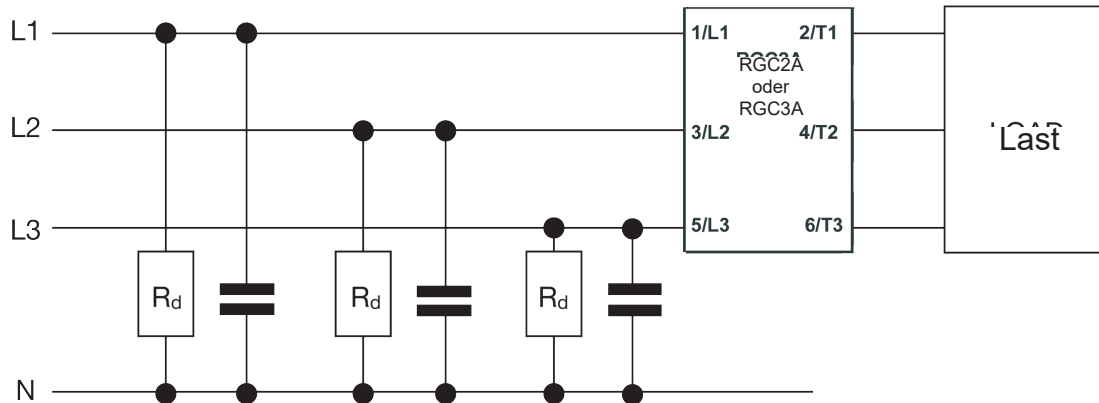 L1
1/L1 2/T1
RGC2A
oder
RGC3A
L2
3/L2 4/T2
Last
L3
5/L3 6/T3
Rd Rd Rd
N